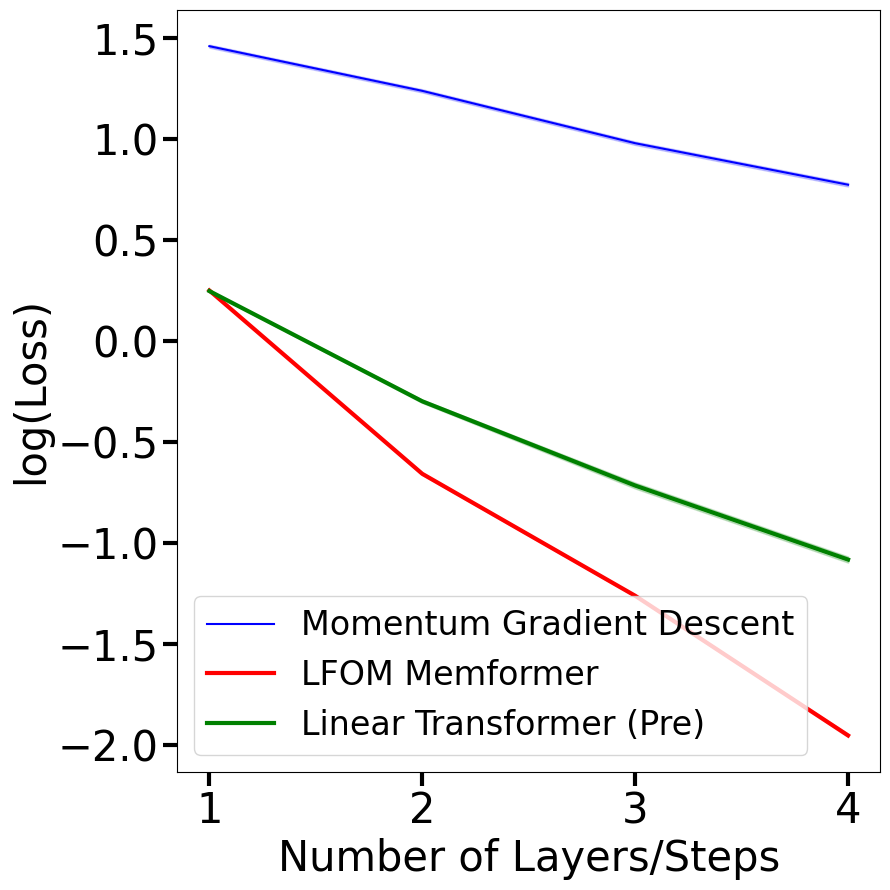 1.5
1.0
0.5
0.0
−0.5
−1.0
−1.5
−2.0
log(Loss)
Momentum Gradient Descent
LFOM Memformer
Linear Transformer (Pre)
1 2 3 4
Number of Layers/Steps